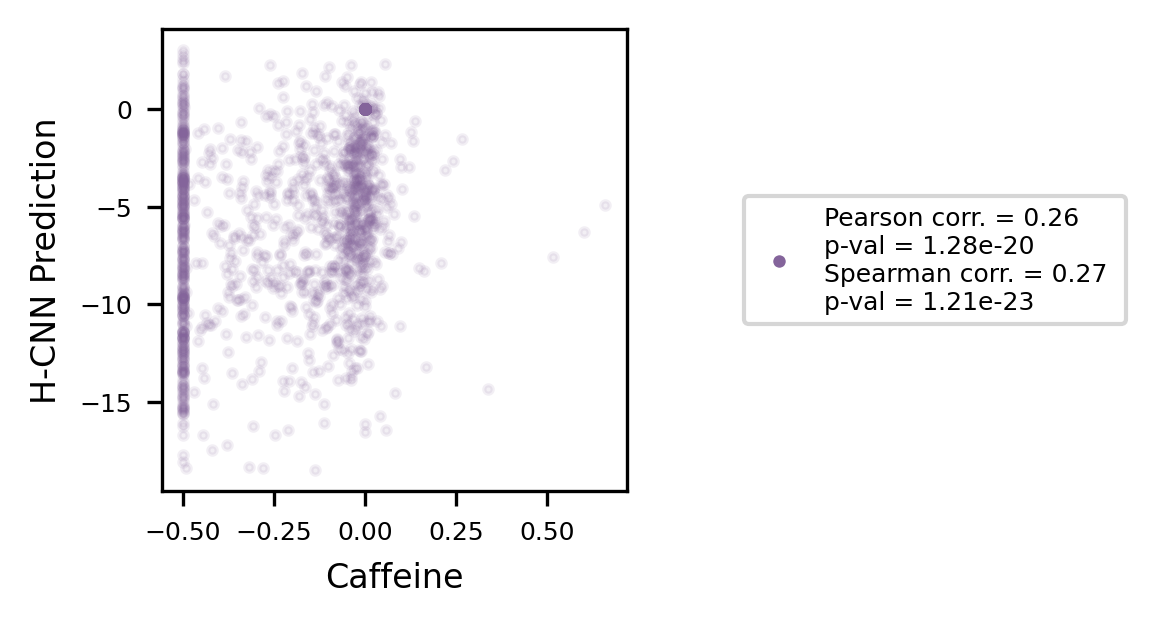 H-CNN Prediction
0
−5
−10
−15
−0.50 −0.25 0.00 0.25 0.50
Caffeine
Pearson corr. = 0.26
p-val = 1.28e-20
Spearman corr. = 0.27
p-val = 1.21e-23